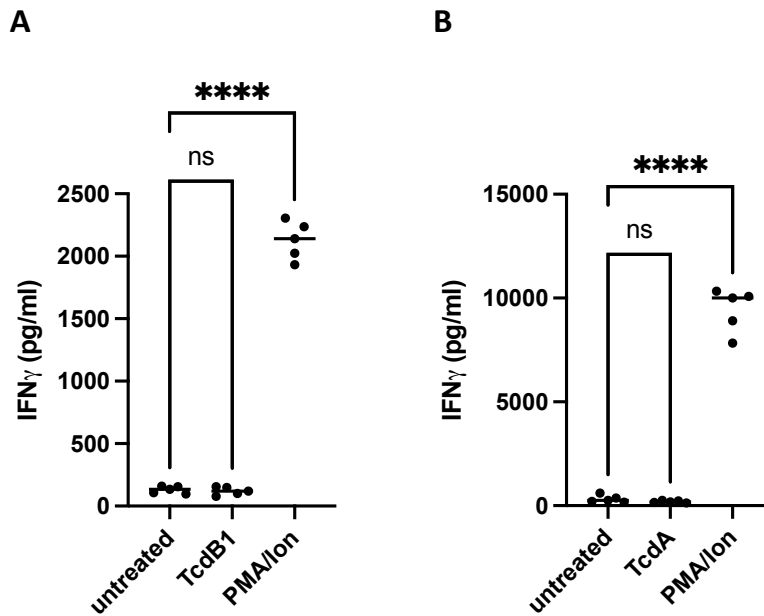 A
****
ns
2500
2000
1500
1000
500
0
IFNγ (pg/ml)
untreated
TcdB1
PMA/Ion
B
****
ns
15000
10000
5000
0
IFNγ (pg/ml)
untreated
TcdA
PMA/Ion